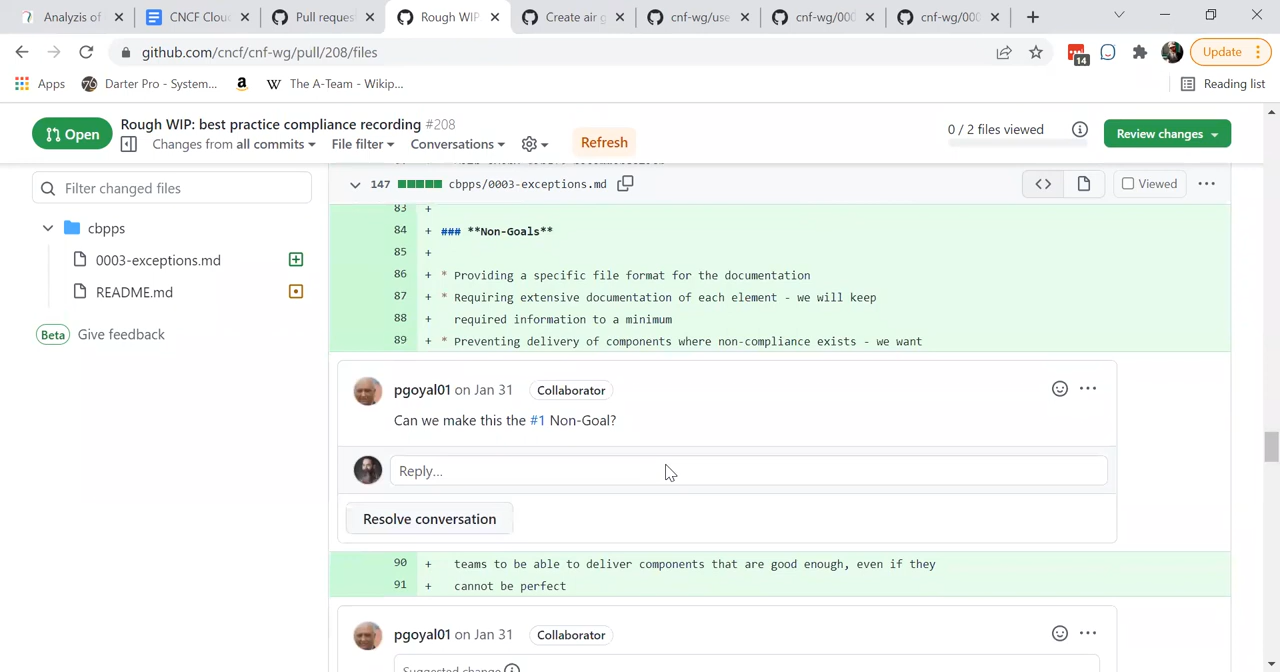 Analyzis of
CNCF Clou
Pull reques
Rough WIP
Create air g
cnf-wg/use
cnf-wg/000
cnf-wg/000
github.com/cncf/cnf-wg/pull/208/files
14
Update
Apps
Darter Pro - System...
a
W
The A-Team - Wikip...
Reading list
Open
Rough WIP: best practice compliance recording #208
Changes from all commits
File filter
Conversations
Refresh
0 / 2 files viewed
Review changes
Filter changed files
147
cbpps/0003-exceptions.md
Viewed
cbpps
0003-exceptions.md
README.md
Beta Give feedback
83 +
84 + ### **Non-Goals**
85 +
86 + * Providing a specific file format for the documentation
87 + * Requiring extensive documentation of each element - we will keep
88 + required information to a minimum
89 + * Preventing delivery of components where non-compliance exists - we want
pgoyal01 on Jan 31 Collaborator
Can we make this the #1 Non-Goal?
Reply...
Resolve conversation
90 + teams to be able to deliver components that are good enough, even if they
91 + cannot be perfect
pgoyal01 on Jan 31 Collaborator
Suggested change